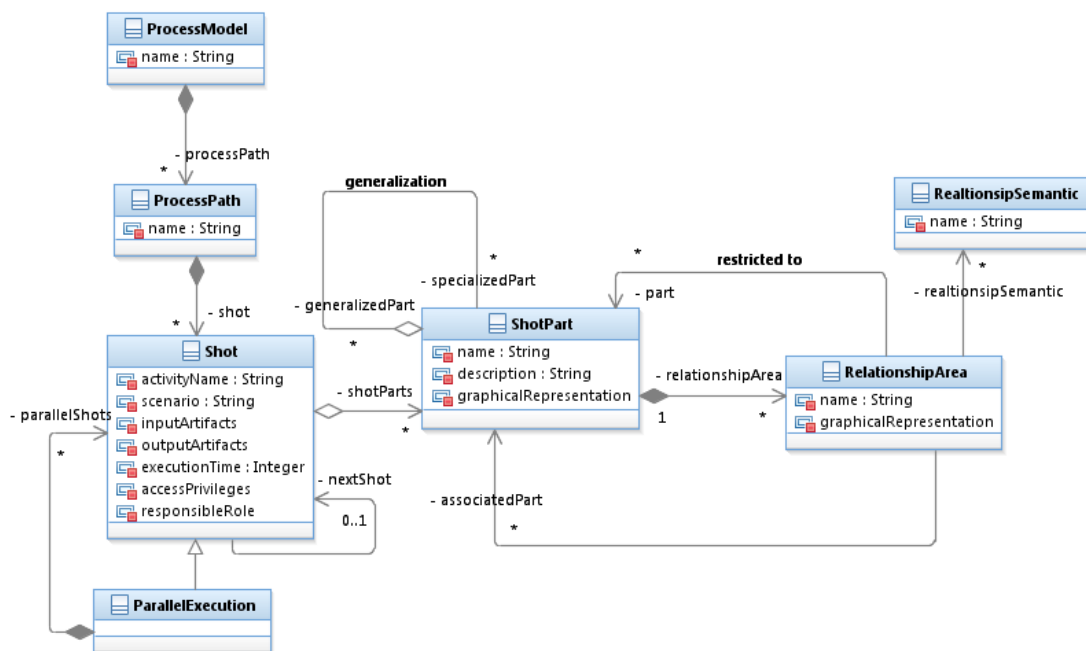 ProcessModel
name : String
- processPath
*
ProcessPath
name : String
- shot
*
Shot
activityName : String
scenario : String
inputArtifacts
outputArtifacts
executionTime : Integer
accessPrivileges
responsibleRole
- parallelShots
*
- nextShot
0..1
ParallelExecution
- shotParts
*
generalization
*
- specializedPart
- generalizedPart
*
ShotPart
name : String
description : String
graphicalRepresentation
- relationshipArea
1
*
restricted to
*
- part
- associatedPart
*
RealtionsipSemantic
name : String
*
- realtionsipSemantic
RelationshipArea
name : String
graphicalRepresentation